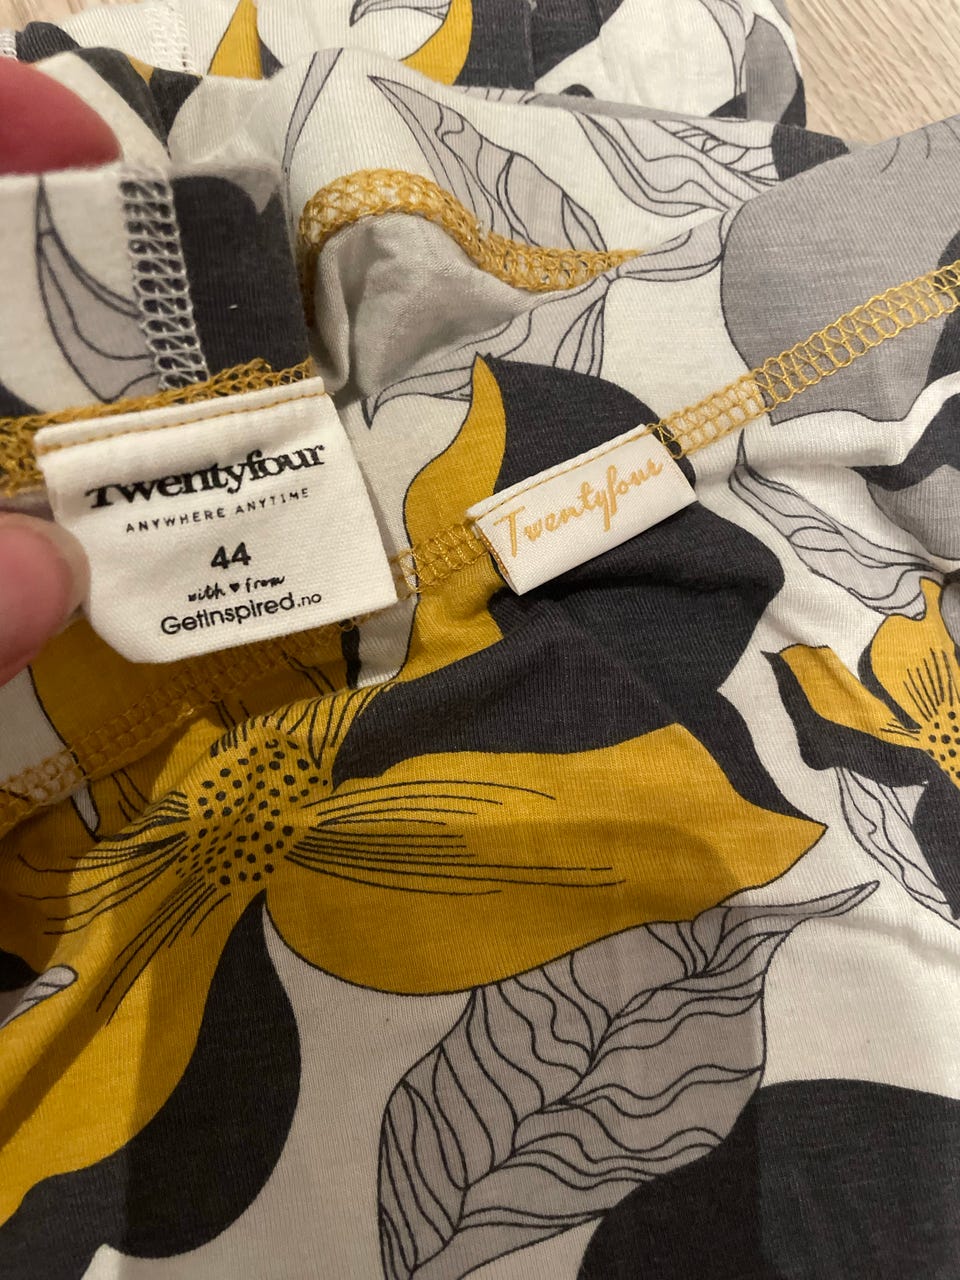 Twentyfour
ANYWHERE ANYTIME
44
with ♥ from
GetInspired.no
Twentyfour